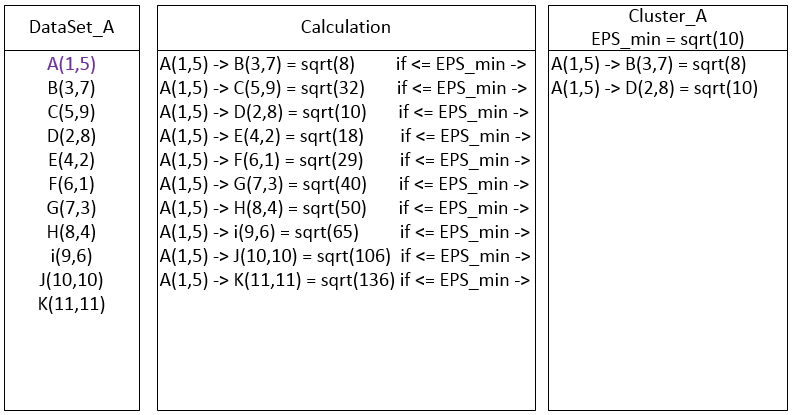 DataSet_A
A(1,5)
B(3,7)
C(5,9)
D(2,8)
E(4,2)
F(6,1)
G(7,3)
H(8,4)
i(9,6)
J(10,10)
K(11,11)
Calculation
A(1,5) -> B(3,7) = sqrt(8) if <= EPS_min ->
A(1,5) -> C(5,9) = sqrt(32) if <= EPS_min ->
A(1,5) -> D(2,8) = sqrt(10) if <= EPS_min ->
A(1,5) -> E(4,2) = sqrt(18) if <= EPS_min ->
A(1,5) -> F(6,1) = sqrt(29) if <= EPS_min ->
A(1,5) -> G(7,3) = sqrt(40) if <= EPS_min ->
A(1,5) -> H(8,4) = sqrt(50) if <= EPS_min ->
A(1,5) -> i(9,6) = sqrt(65) if <= EPS_min ->
A(1,5) -> J(10,10) = sqrt(106) if <= EPS_min ->
A(1,5) -> K(11,11) = sqrt(136) if <= EPS_min ->
Cluster_A
EPS_min = sqrt(10)
A(1,5) -> B(3,7) = sqrt(8)
A(1,5) -> D(2,8) = sqrt(10)